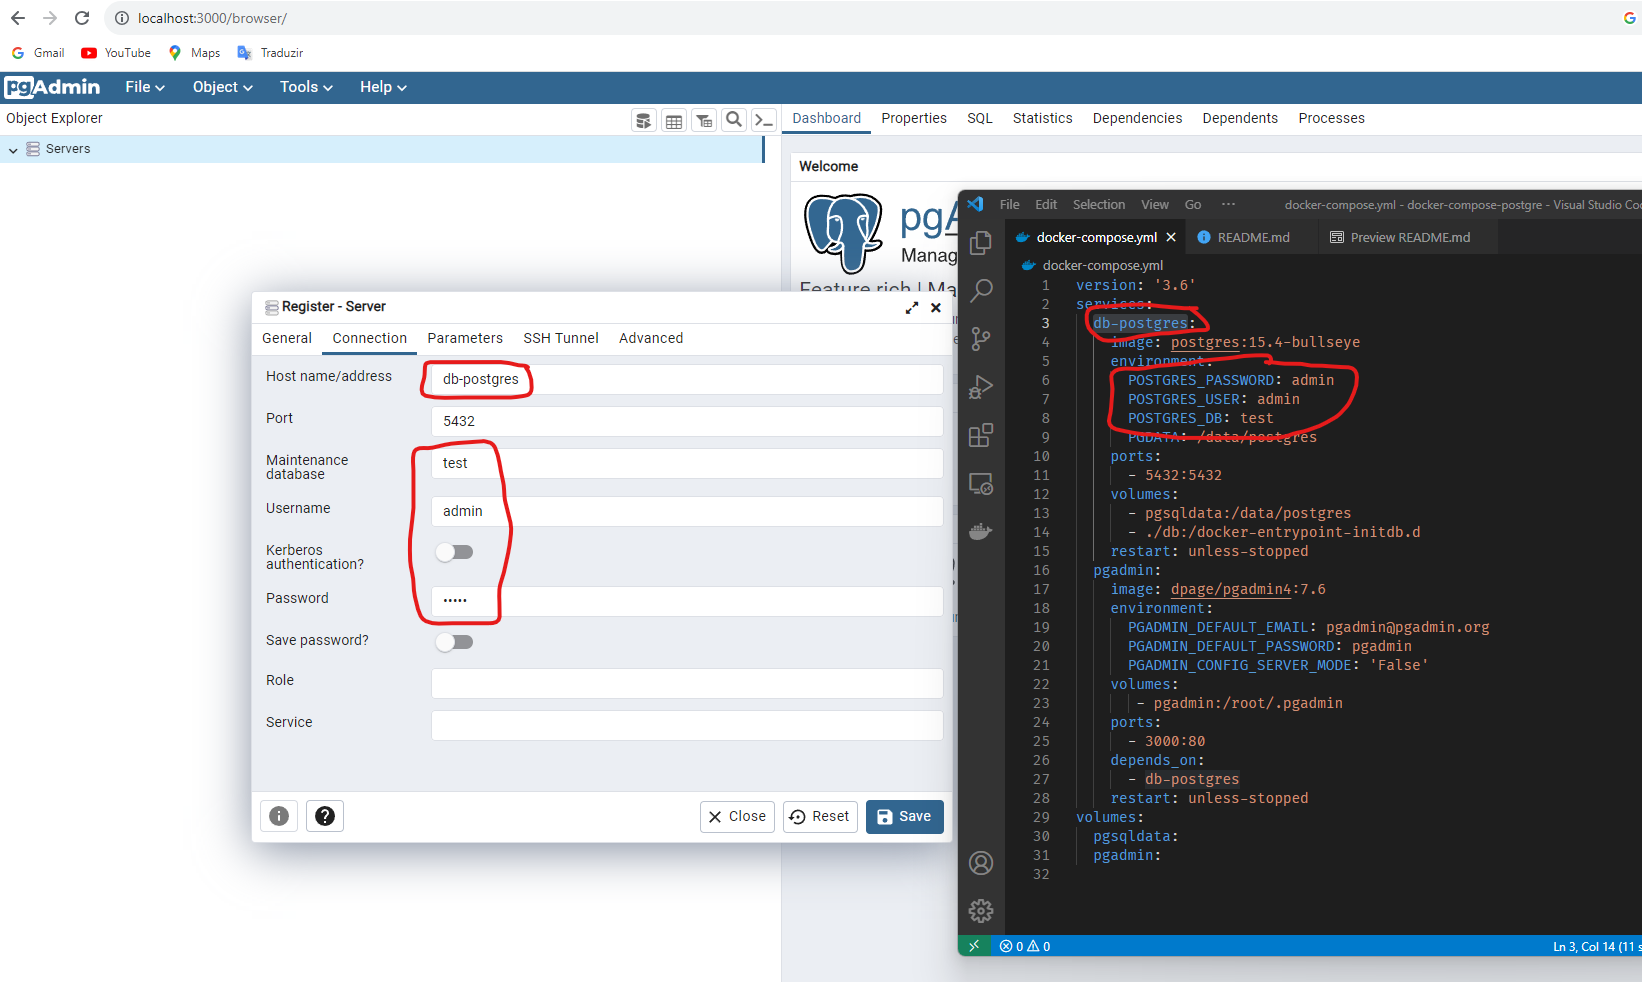 localhost:3000/browser/
Gmail YouTube Maps Traduzir
pgAdmin File Object Tools Help
Object Explorer
Servers
Dashboard Properties SQL Statistics Dependencies Dependents Processes
Welcome
pgA
Manag
Feature rich | Ma
Register - Server
General Connection Parameters SSH Tunnel Advanced
Host name/address db-postgres
Port 5432
Maintenance database test
Username admin
Kerberos authentication?
Password •••••
Save password?
Role
Service
Close Reset Save
File Edit Selection View Go ··· docker-compose.yml - docker-compose-postgre - Visual Studio Co
docker-compose.yml README.md Preview README.md
docker-compose.yml
1 version: '3.6'
2 services:
3 db-postgres:
4 image: postgres:15.4-bullseye
5 environment:
6 POSTGRES_PASSWORD: admin
7 POSTGRES_USER: admin
8 POSTGRES_DB: test
9 PGDATA: /data/postgres
10 ports:
11 - 5432:5432
12 volumes:
13 - pgsqldata:/data/postgres
14 - ./db:/docker-entrypoint-initdb.d
15 restart: unless-stopped
16 pgadmin:
17 image: dpage/pgadmin4:7.6
18 environment:
19 PGADMIN_DEFAULT_EMAIL: pgadmin@pgadmin.org
20 PGADMIN_DEFAULT_PASSWORD: pgadmin
21 PGADMIN_CONFIG_SERVER_MODE: 'False'
22 volumes:
23 - pgadmin:/root/.pgadmin
24 ports:
25 - 3000:80
26 depends_on:
27 - db-postgres
28 restart: unless-stopped
29 volumes:
30 pgsqldata:
31 pgadmin:
32
0 0 Ln 3, Col 14 (11 s